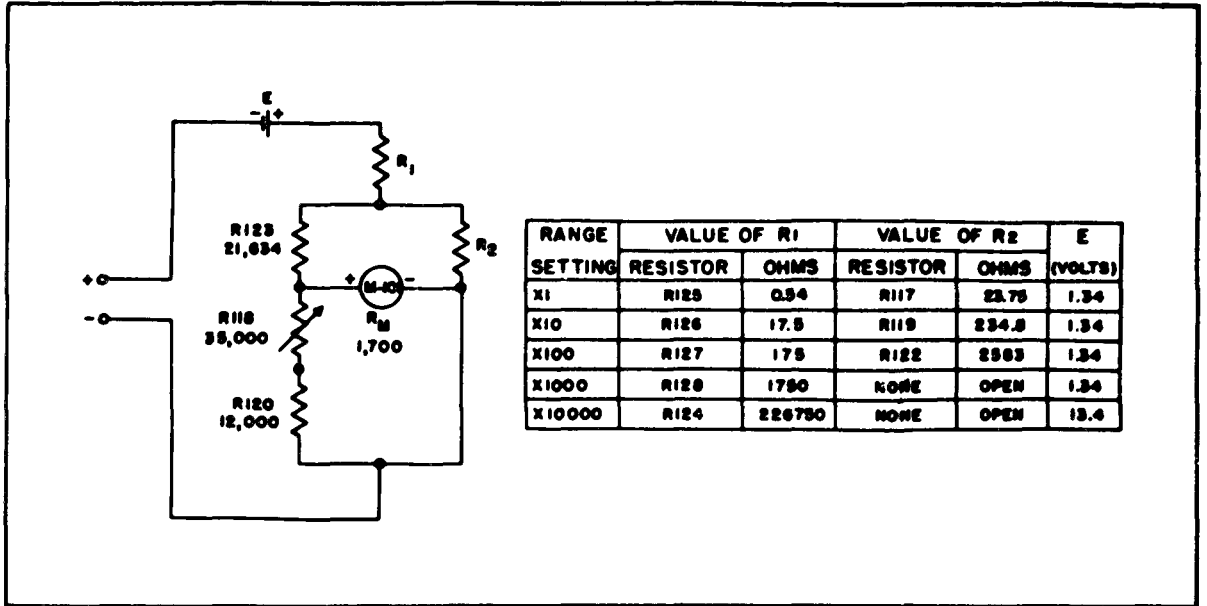 E
- +
R1
R123
21,634
R2
+ -
+
-
R118
35,000
RM
1,700
R120
12,000
RANGE SETTING VALUE OF R1 VALUE OF R2 E (VOLTS)
RESISTOR OHMS RESISTOR OHMS
X1 R125 0.54 R117 23.75 1.34
X10 R126 17.5 R119 234.8 1.34
X100 R127 175 R122 2563 1.34
X1000 R128 1750 NONE OPEN 1.34
X10000 R124 226750 NONE OPEN 13.4